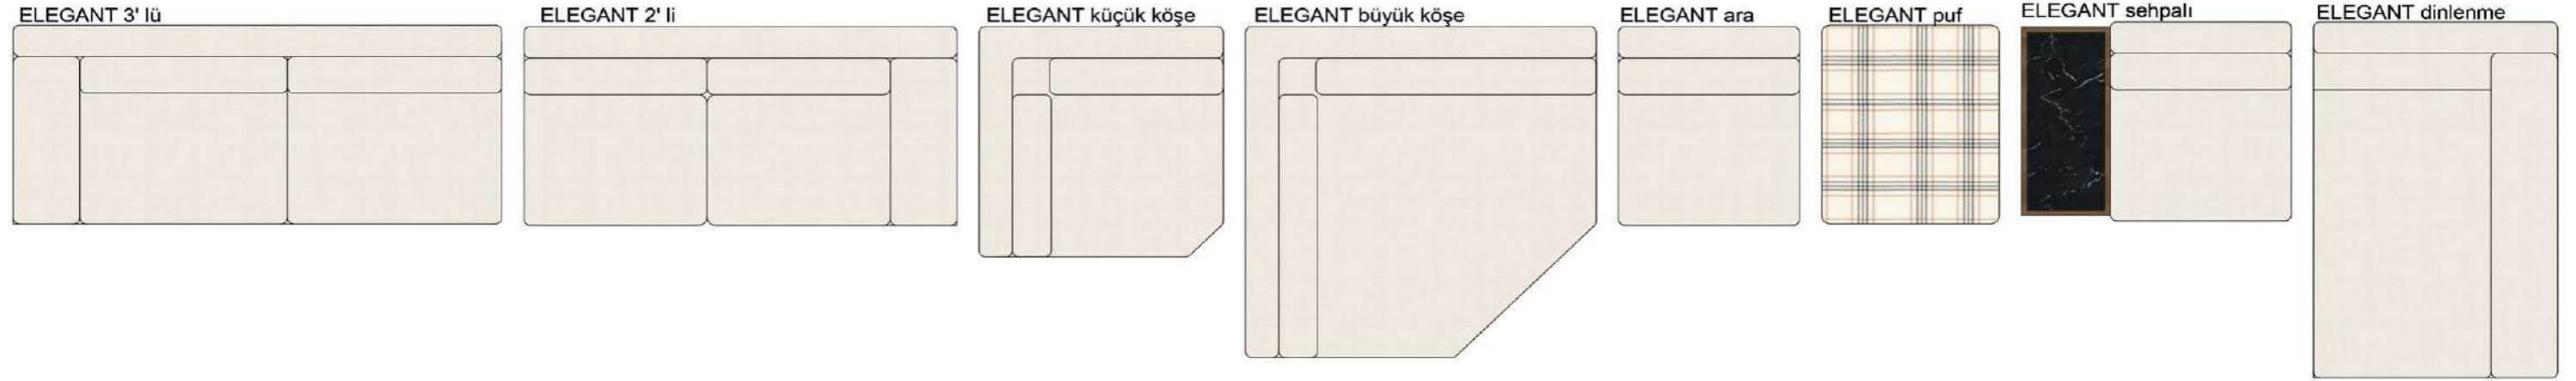 ELEGANT 3' lü
ELEGANT 2' li
ELEGANT küçük köşe
ELEGANT büyük köşe
ELEGANT ara
ELEGANT puf
ELEGANT sehpalı
ELEGANT dinlenme